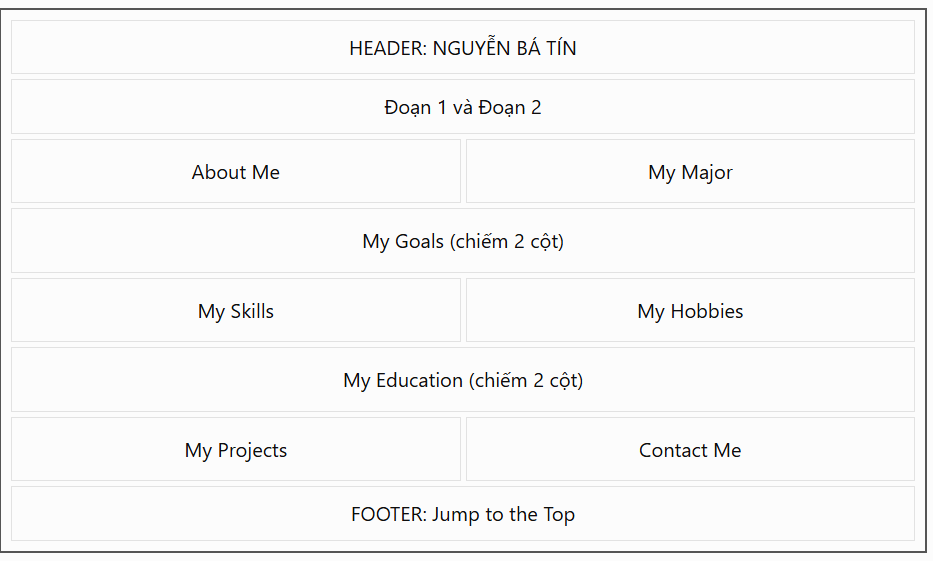 HEADER: NGUYỄN BÁ TÍN
Đoạn 1 và Đoạn 2
About Me
My Major
My Goals (chiếm 2 cột)
My Skills
My Hobbies
My Education (chiếm 2 cột)
My Projects
Contact Me
FOOTER: Jump to the Top